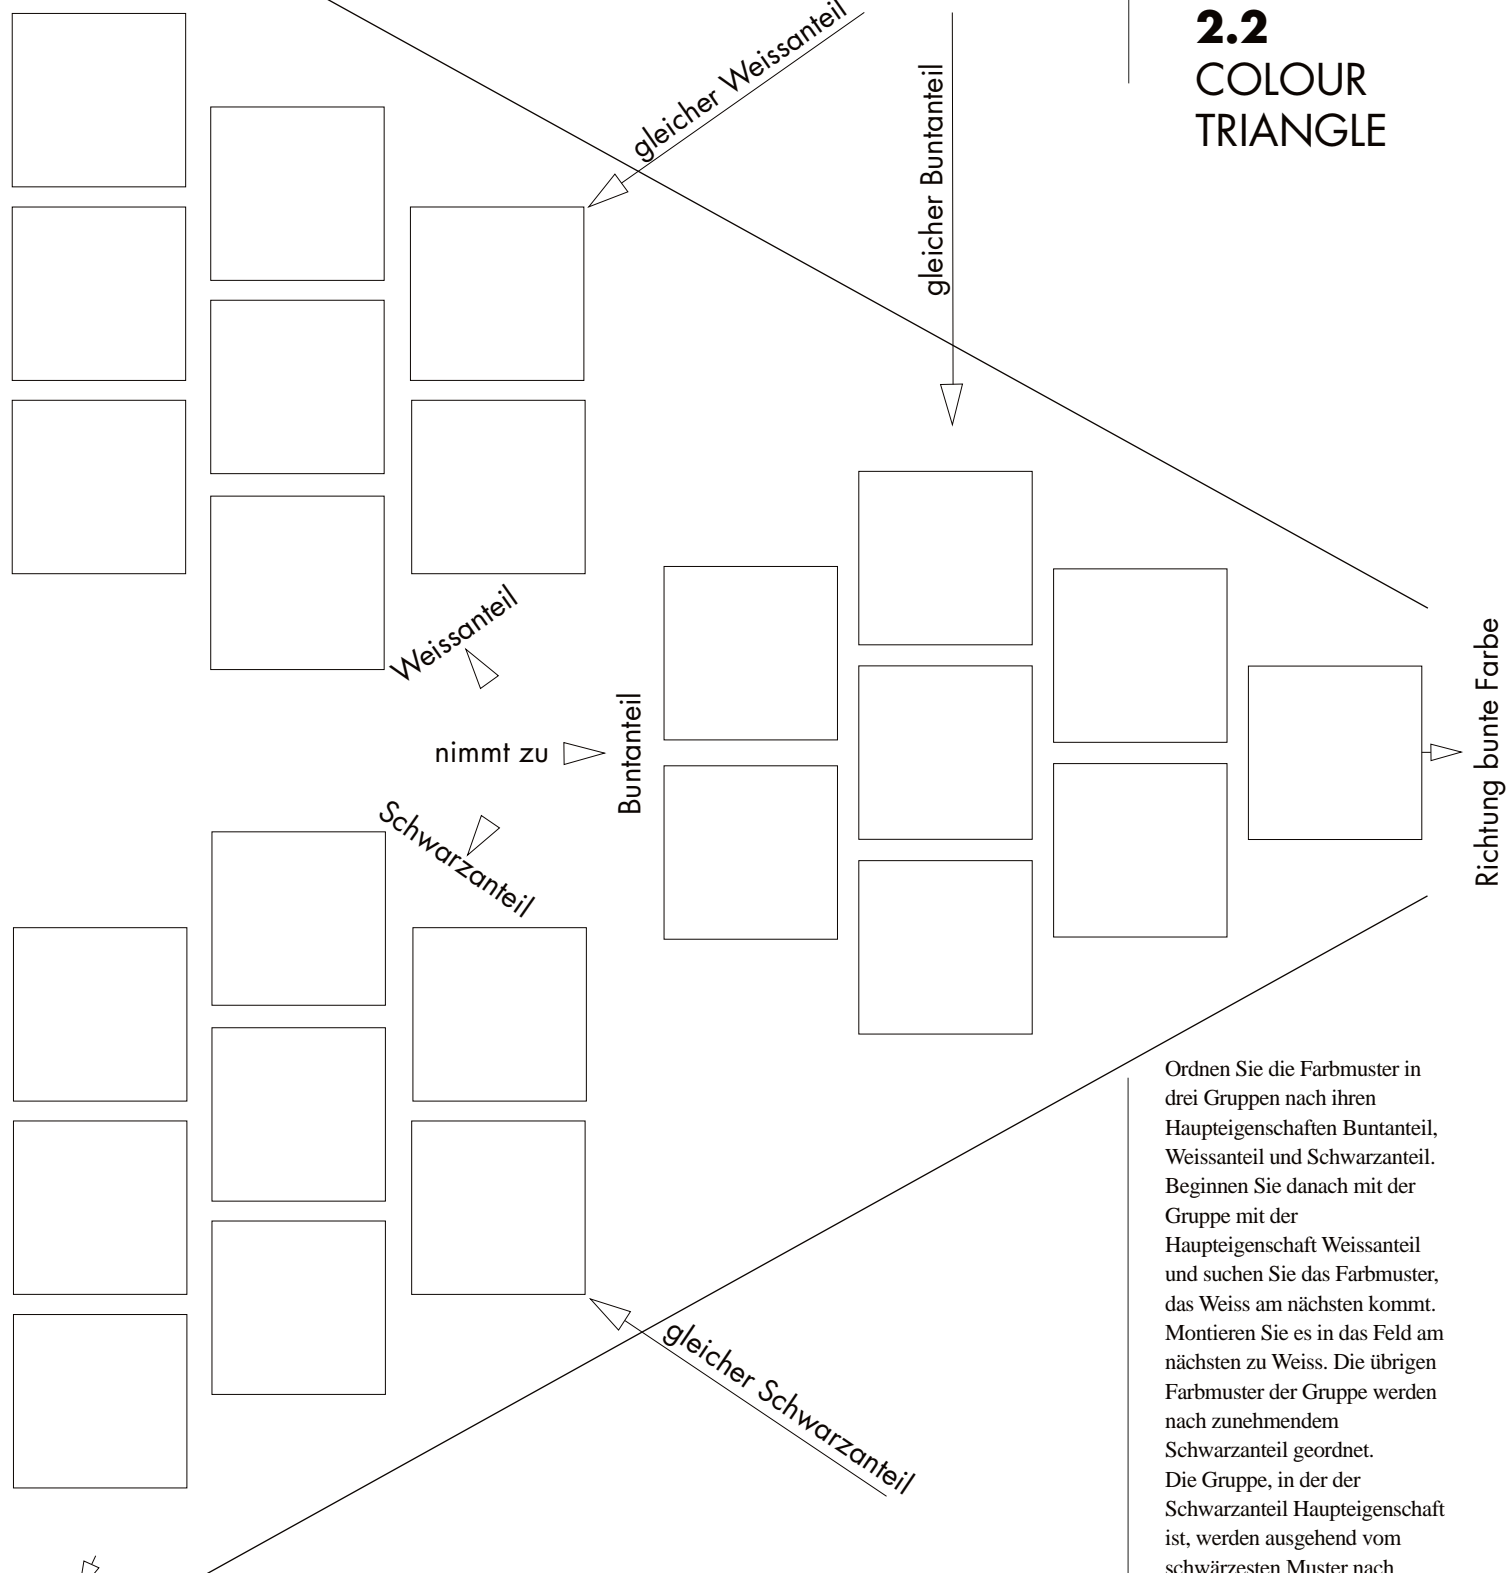 2.2
COLOUR
TRIANGLE
gleicher Weissanteil
gleicher Buntanteil
Weissanteil
nimmt zu
Buntanteil
Schwarzanteil
Richtung bunte Farbe
gleicher Schwarzanteil
Ordnen Sie die Farbmuster in
drei Gruppen nach ihren
Haupteigenschaften Buntanteil,
Weissanteil und Schwarzanteil.
Beginnen Sie danach mit der
Gruppe mit der
Haupteigenschaft Weissanteil
und suchen Sie das Farbmuster,
das Weiss am nächsten kommt.
Montieren Sie es in das Feld am
nächsten zu Weiss. Die übrigen
Farbmuster der Gruppe werden
nach zunehmendem
Schwarzanteil geordnet.
Die Gruppe, in der der
Schwarzanteil Haupteigenschaft
ist, werden ausgehend vom
schwärzesten Muster nach